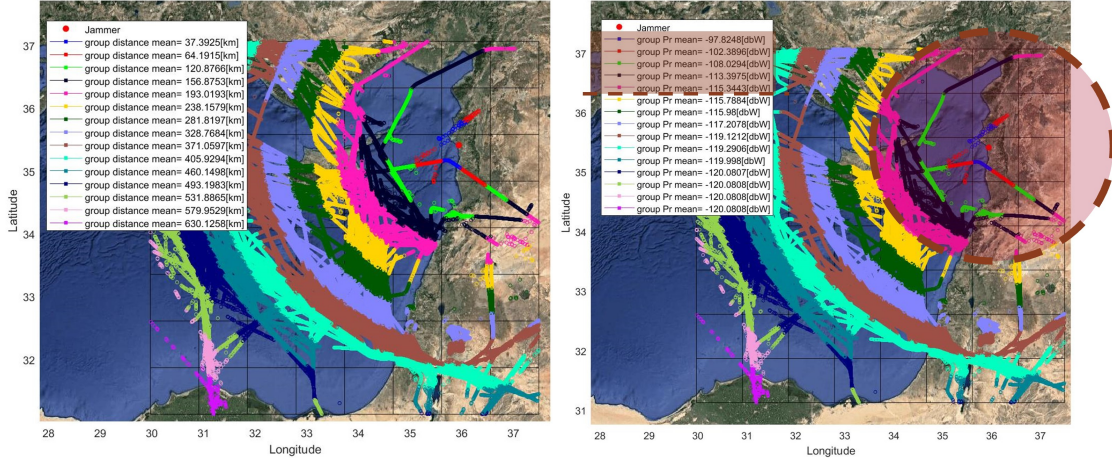 Jammer
group distance mean= 37.3925[km]
group distance mean= 64.1915[km]
group distance mean= 120.8766[km]
group distance mean= 156.8753[km]
group distance mean= 193.0193[km]
group distance mean= 238.1579[km]
group distance mean= 281.8197[km]
group distance mean= 328.7684[km]
group distance mean= 371.0597[km]
group distance mean= 405.9294[km]
group distance mean= 460.1498[km]
group distance mean= 493.1983[km]
group distance mean= 531.8865[km]
group distance mean= 579.9529[km]
group distance mean= 630.1258[km]
37
36
35
34
33
32
Latitude
28 29 30 31 32 33 34 35 36 37
Longitude
Jammer
group Pr mean= -97.8248[dbW]
group Pr mean= -102.3896[dbW]
group Pr mean= -108.0294[dbW]
group Pr mean= -113.3975[dbW]
group Pr mean= -115.3443[dbW]
group Pr mean= -115.7884[dbW]
group Pr mean= -115.98[dbW]
group Pr mean= -117.2078[dbW]
group Pr mean= -119.1212[dbW]
group Pr mean= -119.2906[dbW]
group Pr mean= -119.998[dbW]
group Pr mean= -120.0807[dbW]
group Pr mean= -120.0808[dbW]
group Pr mean= -120.0808[dbW]
group Pr mean= -120.0808[dbW]
37
36
35
34
33
32
31
Latitude
28 29 30 31 32 33 34 35 36 37
Longitude